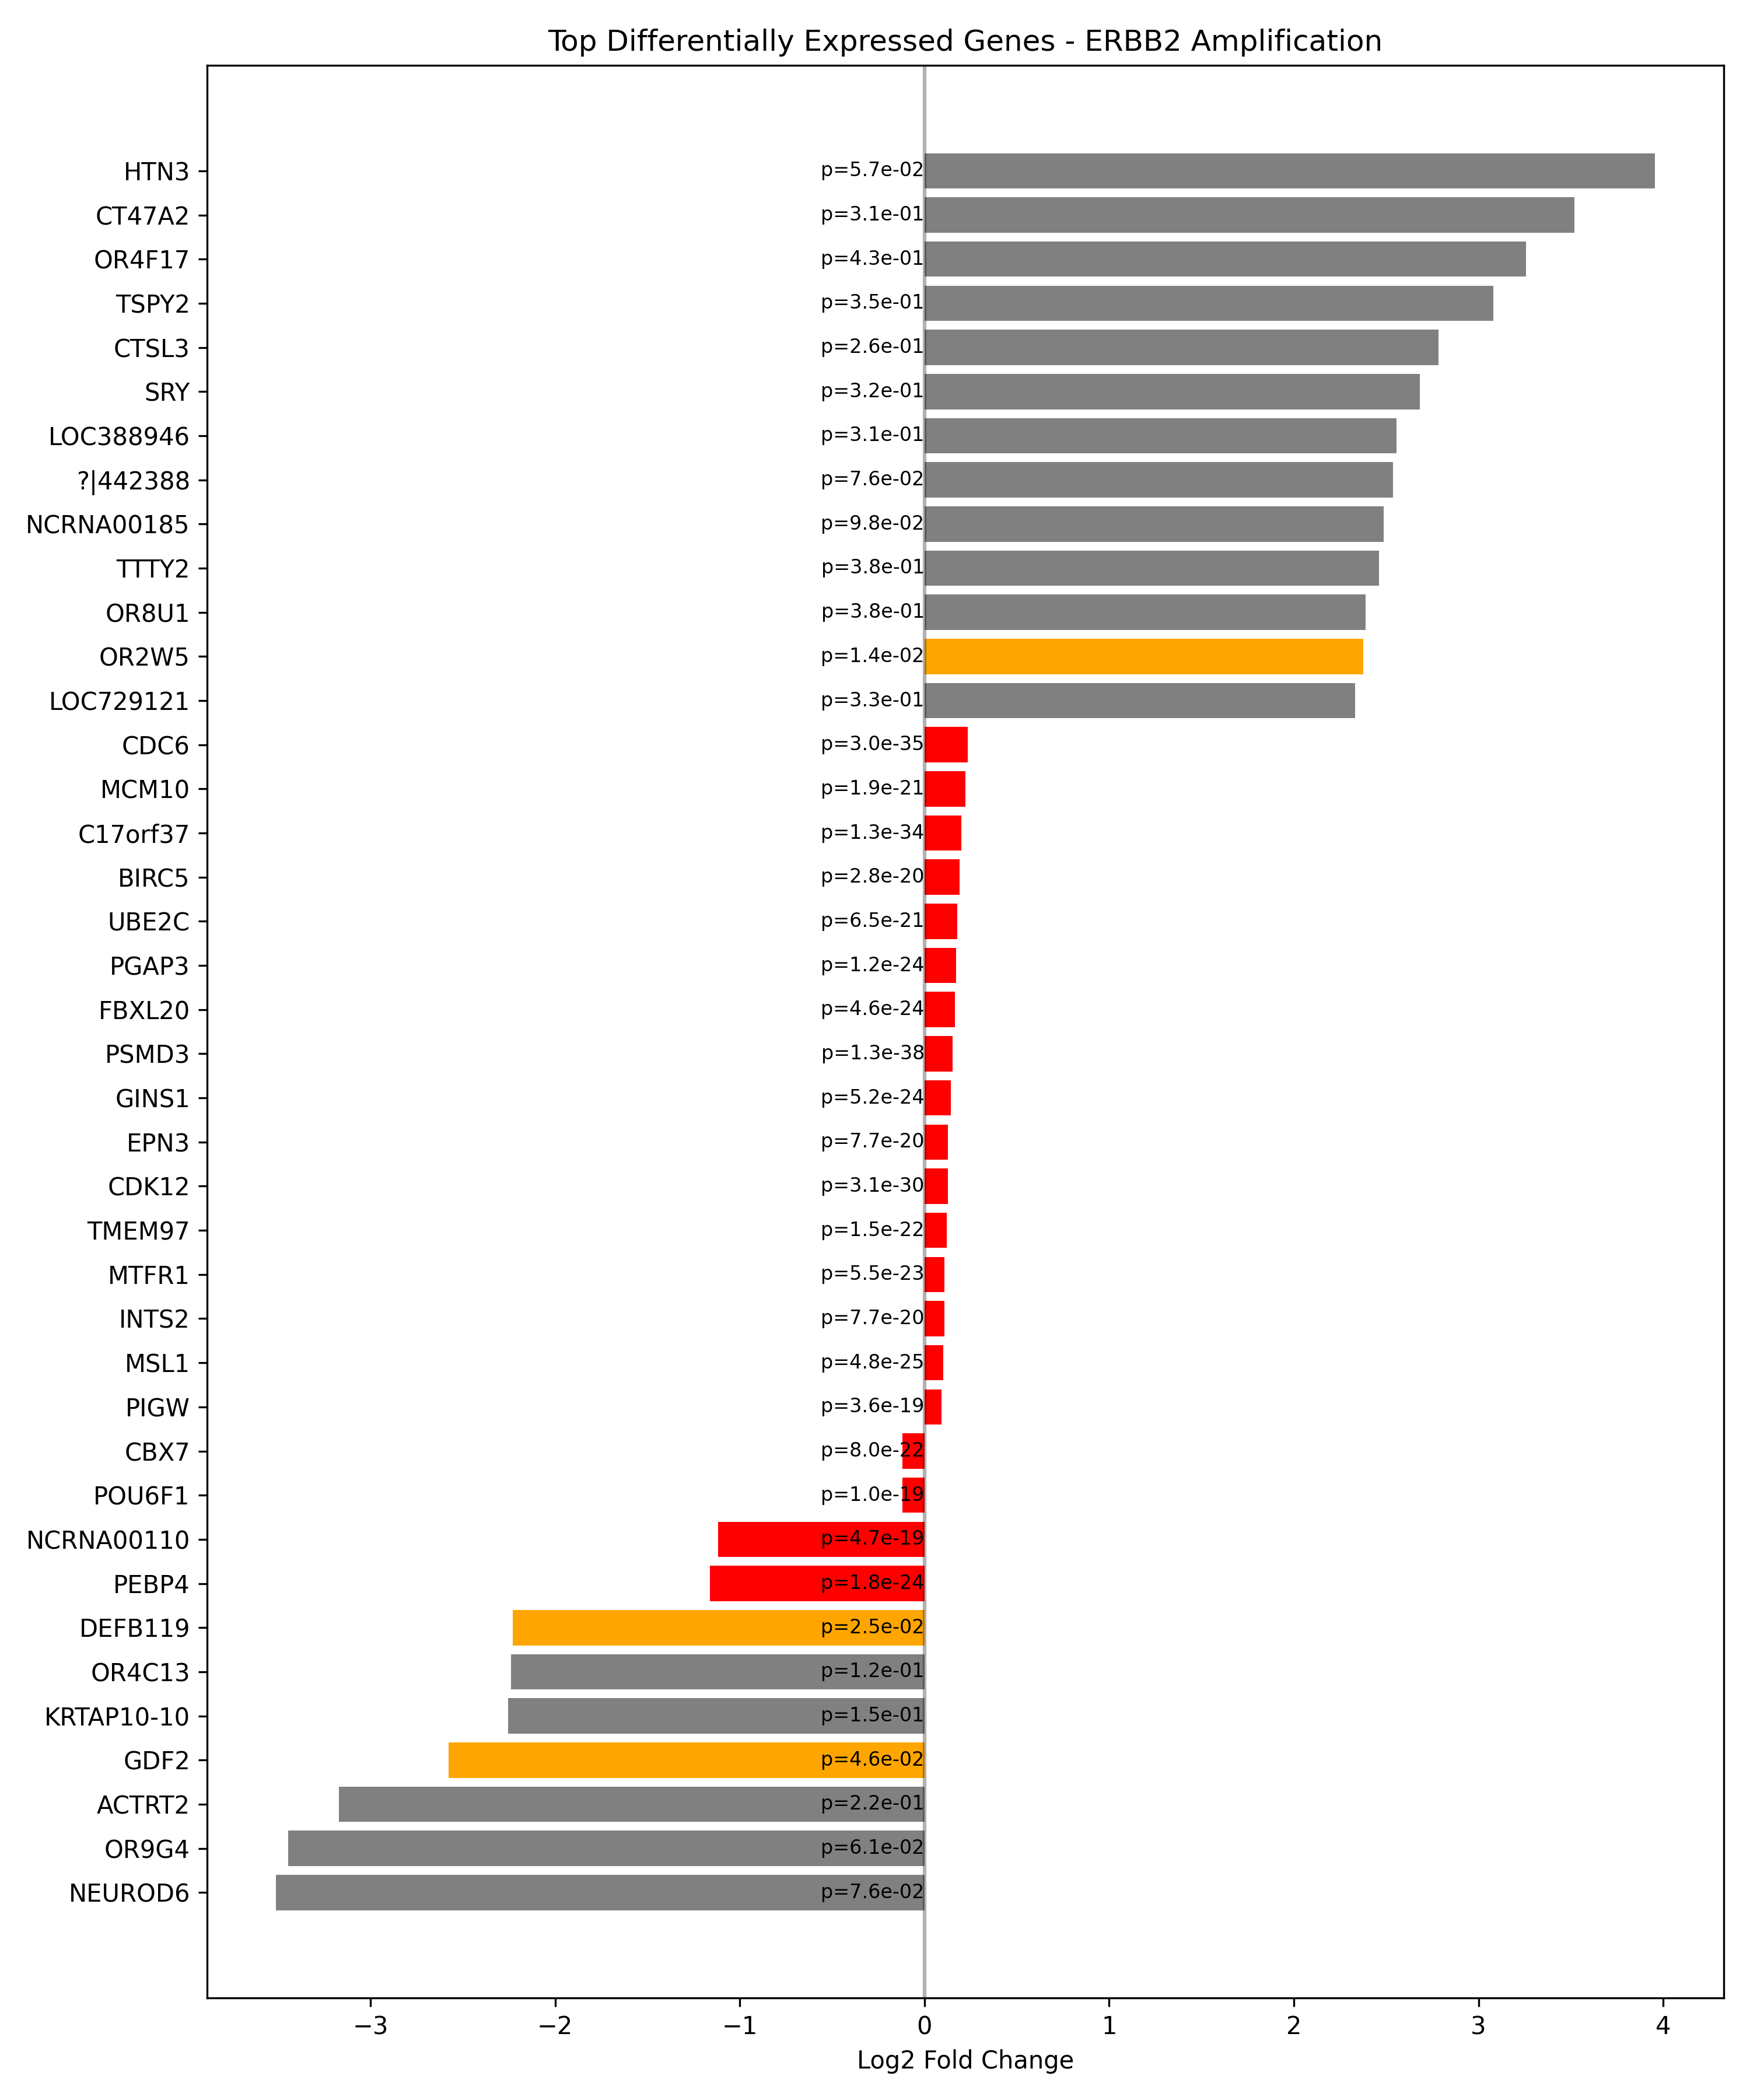 Top Differentially Expressed Genes - ERBB2 Amplification
HTN3 p=5.7e-02
CT47A2 p=3.1e-01
OR4F17 p=4.3e-01
TSPY2 p=3.5e-01
CTSL3 p=2.6e-01
SRY p=3.2e-01
LOC388946 p=3.1e-01
?|442388 p=7.6e-02
NCRNA00185 p=9.8e-02
TTTY2 p=3.8e-01
OR8U1 p=3.8e-01
OR2W5 p=1.4e-02
LOC729121 p=3.3e-01
CDC6 p=3.0e-35
MCM10 p=1.9e-21
C17orf37 p=1.3e-34
BIRC5 p=2.8e-20
UBE2C p=6.5e-21
PGAP3 p=1.2e-24
FBXL20 p=4.6e-24
PSMD3 p=1.3e-38
GINS1 p=5.2e-24
EPN3 p=7.7e-20
CDK12 p=3.1e-30
TMEM97 p=1.5e-22
MTFR1 p=5.5e-23
INTS2 p=7.7e-20
MSL1 p=4.8e-25
PIGW p=3.6e-19
CBX7 p=8.0e-22
POU6F1 p=1.0e-19
NCRNA00110 p=4.7e-19
PEBP4 p=1.8e-24
DEFB119 p=2.5e-02
OR4C13 p=1.2e-01
KRTAP10-10 p=1.5e-01
GDF2 p=4.6e-02
ACTRT2 p=2.2e-01
OR9G4 p=6.1e-02
NEUROD6 p=7.6e-02
−3 −2 −1 0 1 2 3 4
Log2 Fold Change